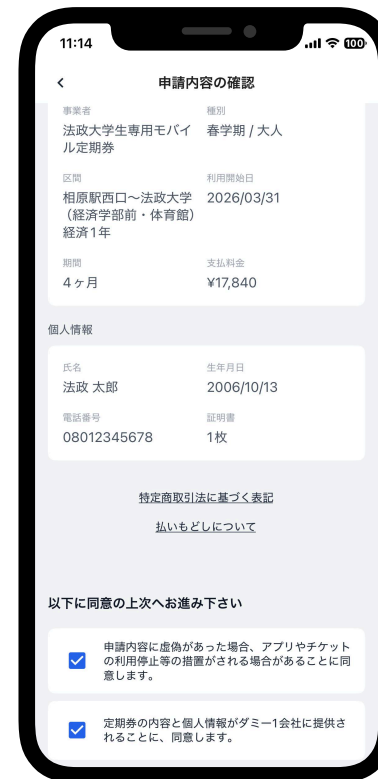 11:14
100
申請内容の確認
事業者
種別
法政大学生専用モバイ
ル定期券
春学期 / 大人
区間
利用開始日
相原駅西口〜法政大学
（経済学部前・体育館）
経済1年
2026/03/31
期間
支払料金
4ヶ月
¥17,840
個人情報
氏名
生年月日
法政 太郎
2006/10/13
電話番号
証明書
08012345678
1枚
特定商取引法に基づく表記
払いもどしについて
以下に同意の上次へお進み下さい
申請内容に虚偽があった場合、アプリやチケット
の利用停止等の措置がされる場合があることに同
意します。
定期券の内容と個人情報がダミー1会社に提供さ
れることに、同意します。